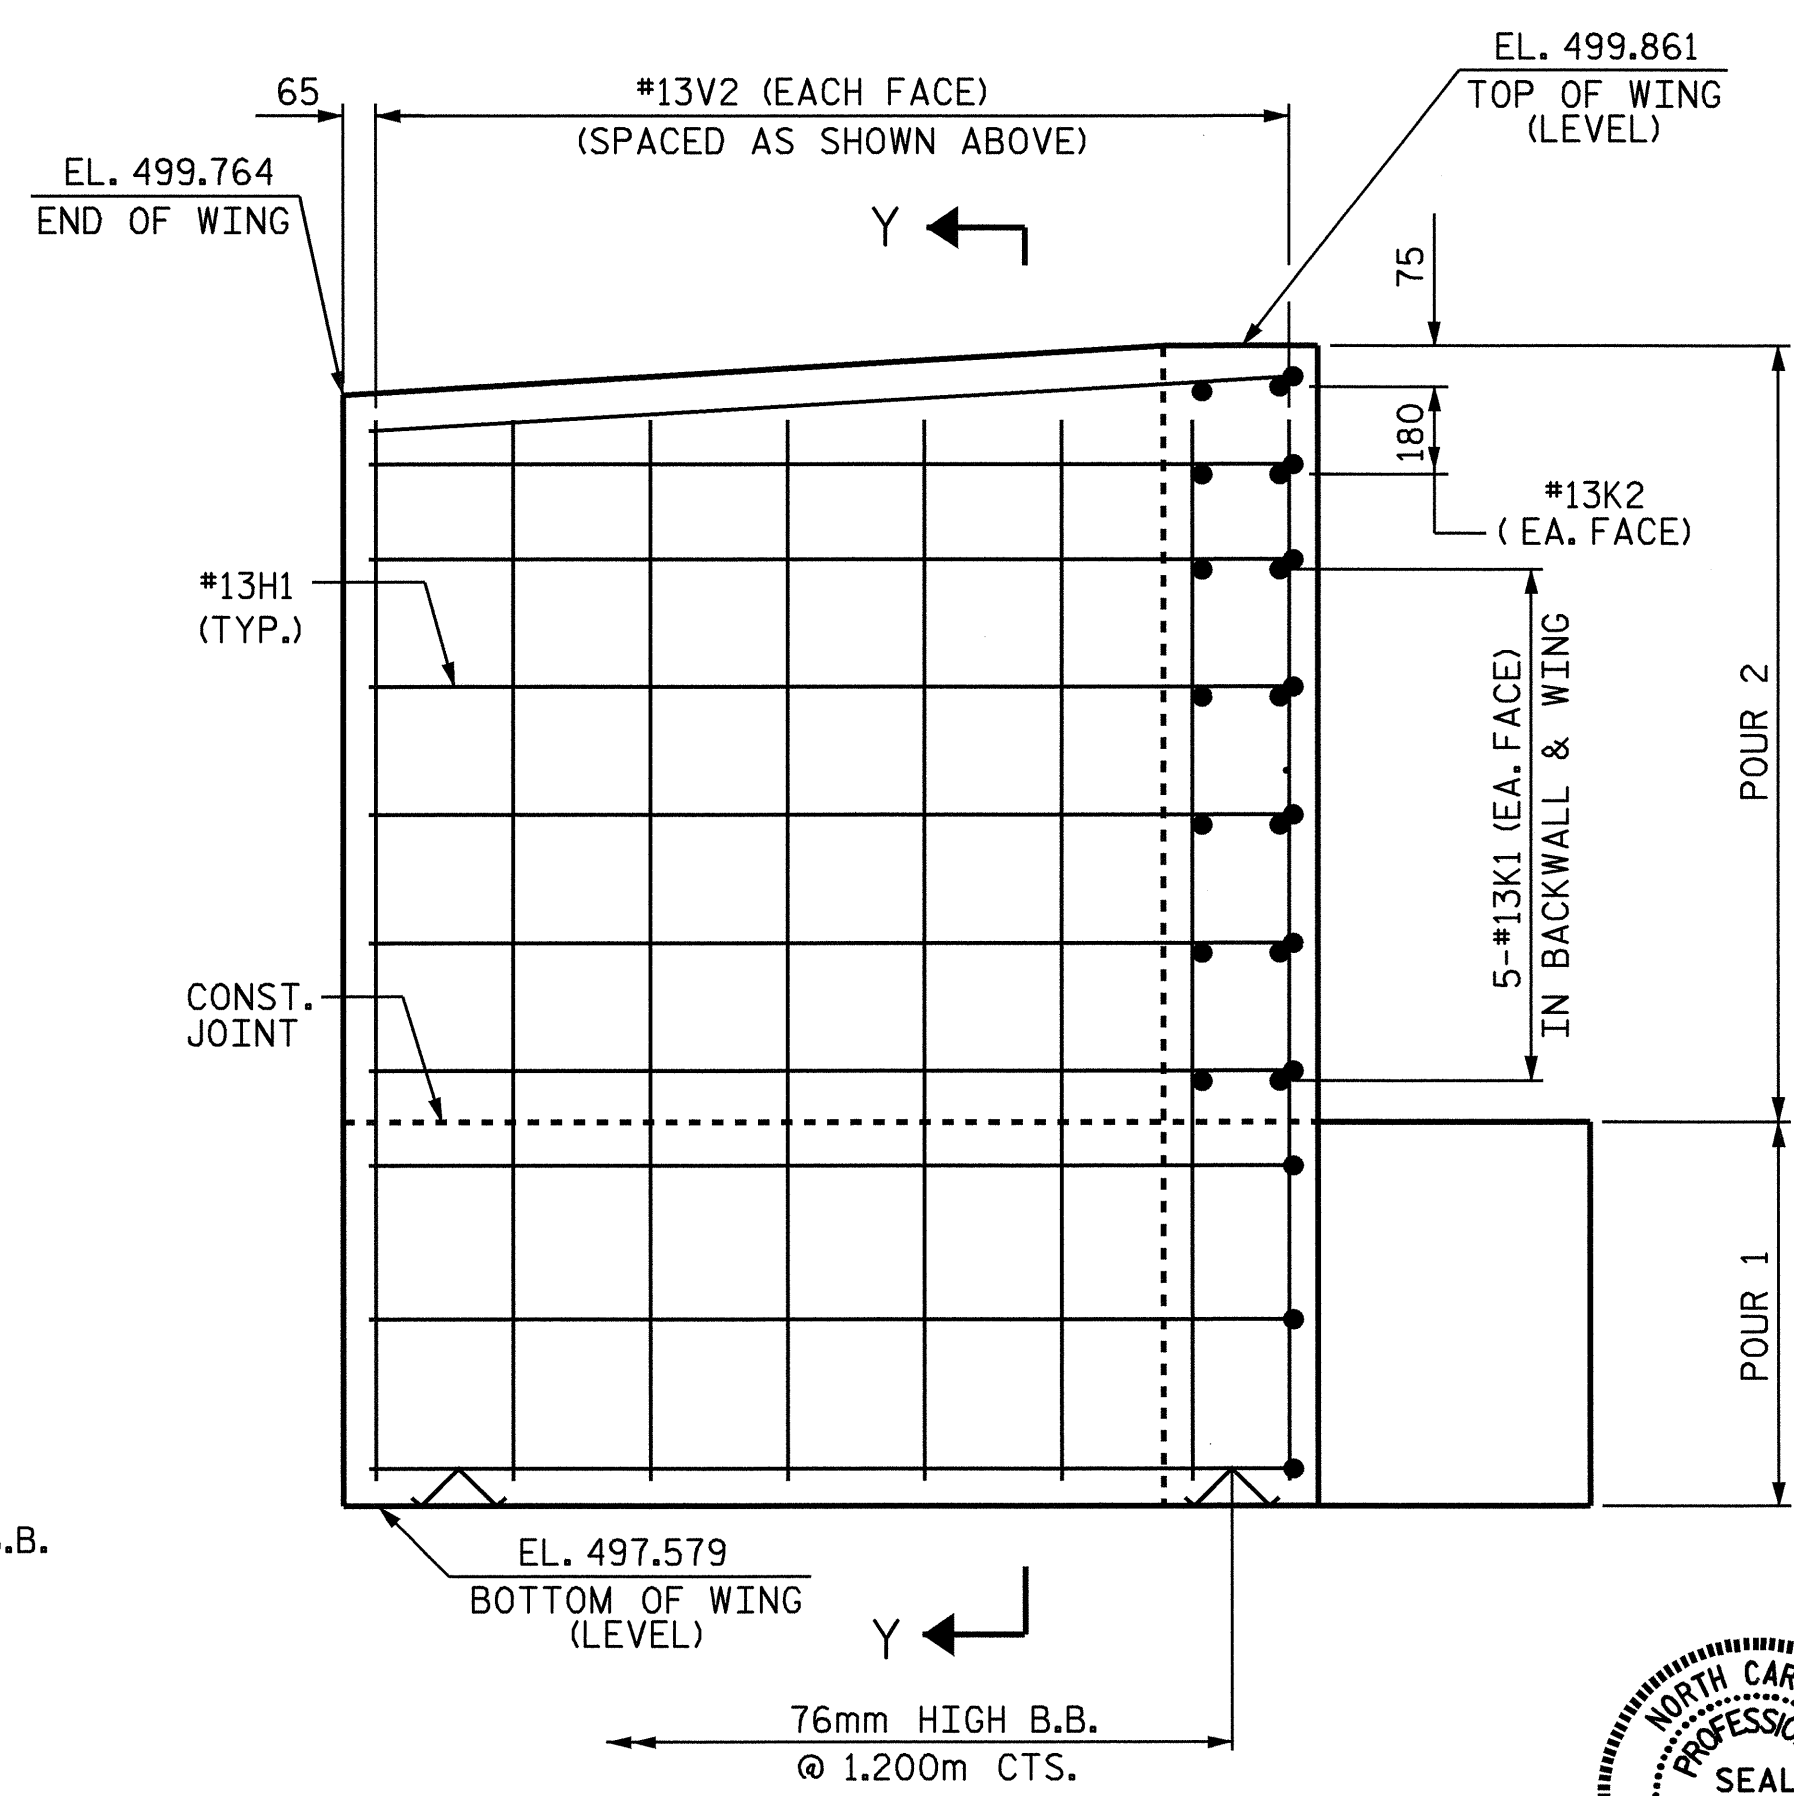 EL. 499.861
TOP OF WING
(LEVEL)
65
#13V2 (EACH FACE)
(SPACED AS SHOWN ABOVE)
EL. 499.764
END OF WING
Y
75
180
#13K2
( EA. FACE)
#13H1
(TYP.)
5-#13K1 (EA. FACE)
IN BACKWALL & WING
POUR 2
CONST.
JOINT
POUR 1
.B.
EL. 497.579
BOTTOM OF WING
(LEVEL)
Y
76mm HIGH B.B.
@ 1.200m CTS.
NORTH CAR
PROFESSIO
SEAL